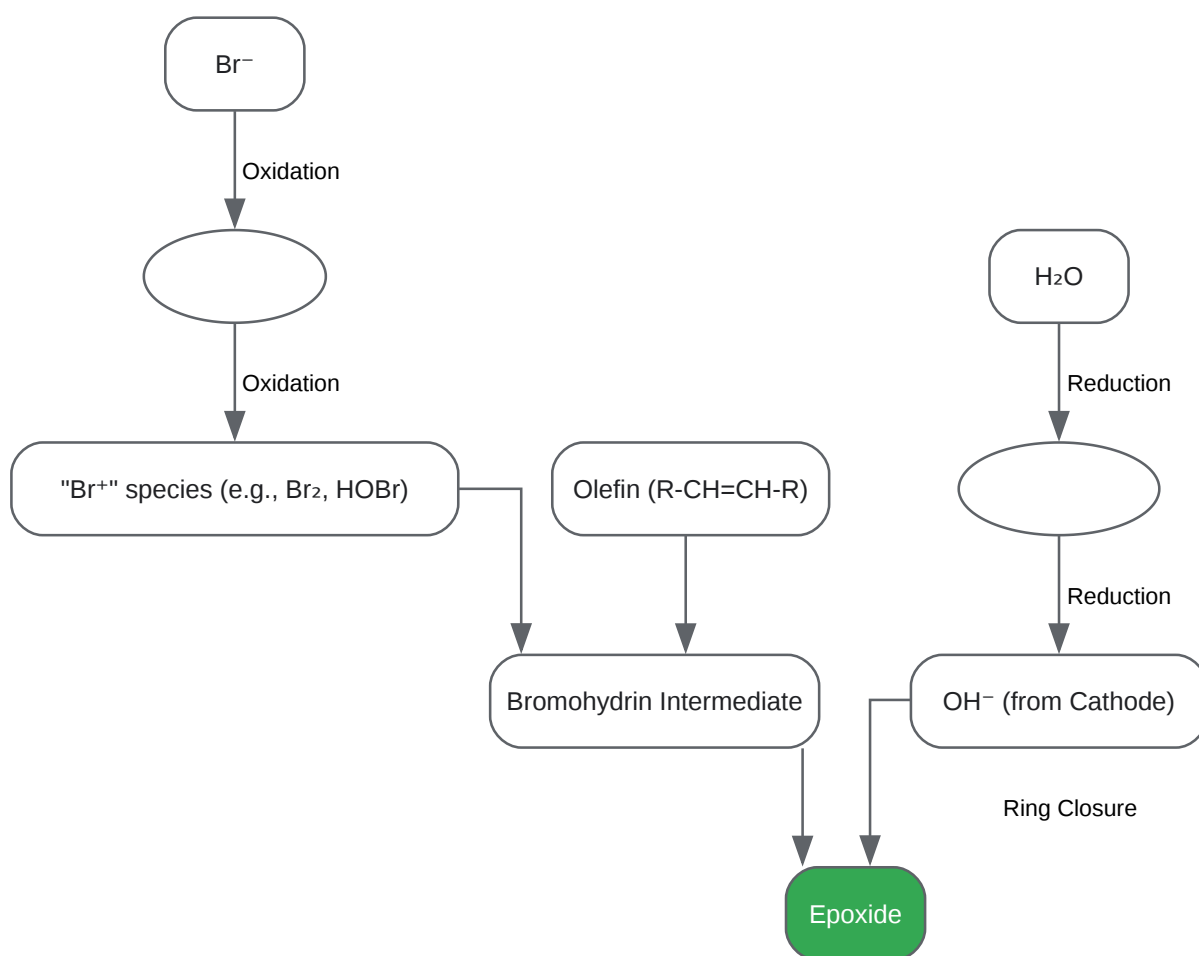 Br⁻
Oxidation
H₂O
Oxidation
Reduction
"Br⁺" species (e.g., Br₂, HOBr)
Olefin (R-CH=CH-R)
Reduction
Bromohydrin Intermediate
OH⁻ (from Cathode)
Ring Closure
Epoxide